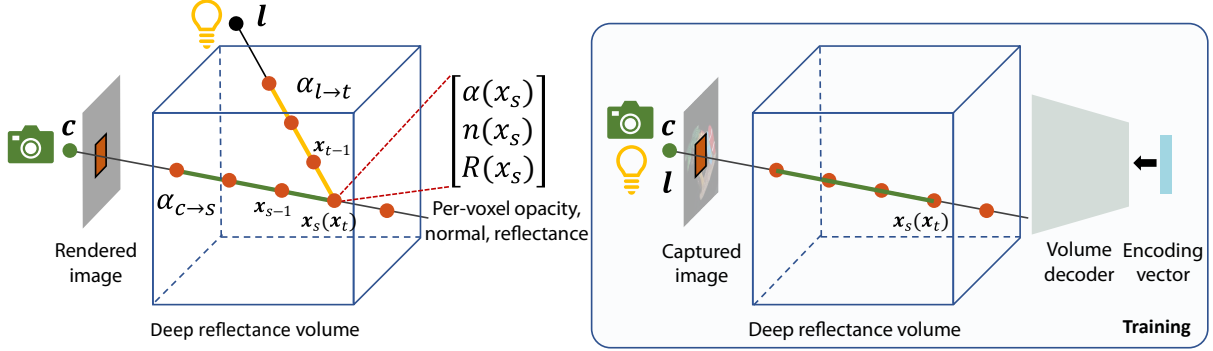 l
α_{l→t}
c
x_{t−1}
α_{c→s}
x_{s−1}
x_s(x_t)
[α(x_s)
n(x_s)
R(x_s)]
Per-voxel opacity,
normal, reflectance
Rendered
image
Deep reflectance volume
c
l
x_s(x_t)
Captured
image
Volume
decoder
Encoding
vector
Deep reflectance volume
Training